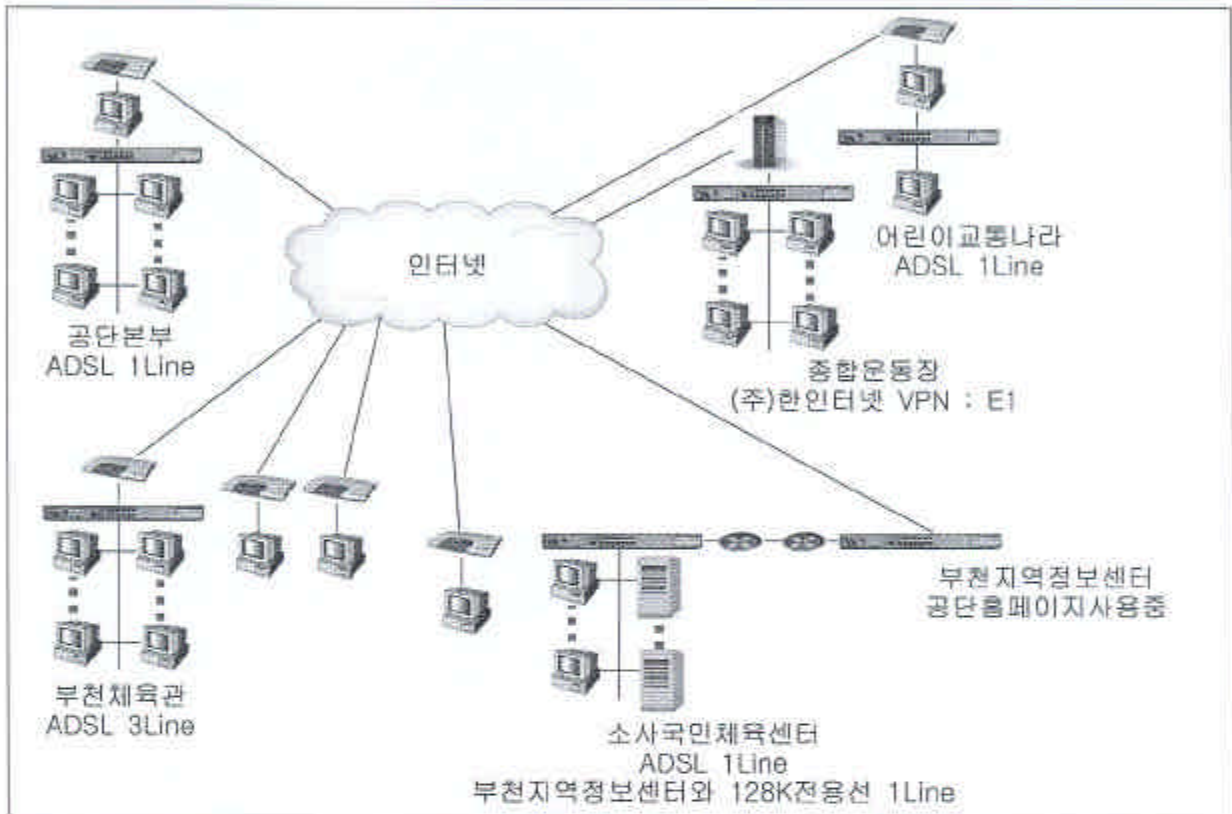 인터넷
공단본부
ADSL 1Line
어린이교통나라
ADSL 1Line
종합운동장
(주)한인터넷 VPN : E1
부천체육관
ADSL 3Line
소사국민체육센터
ADSL 1Line
부천지역정보센터와 128K전용선 1Line
부천지역정보센터
공단홈페이지사용중